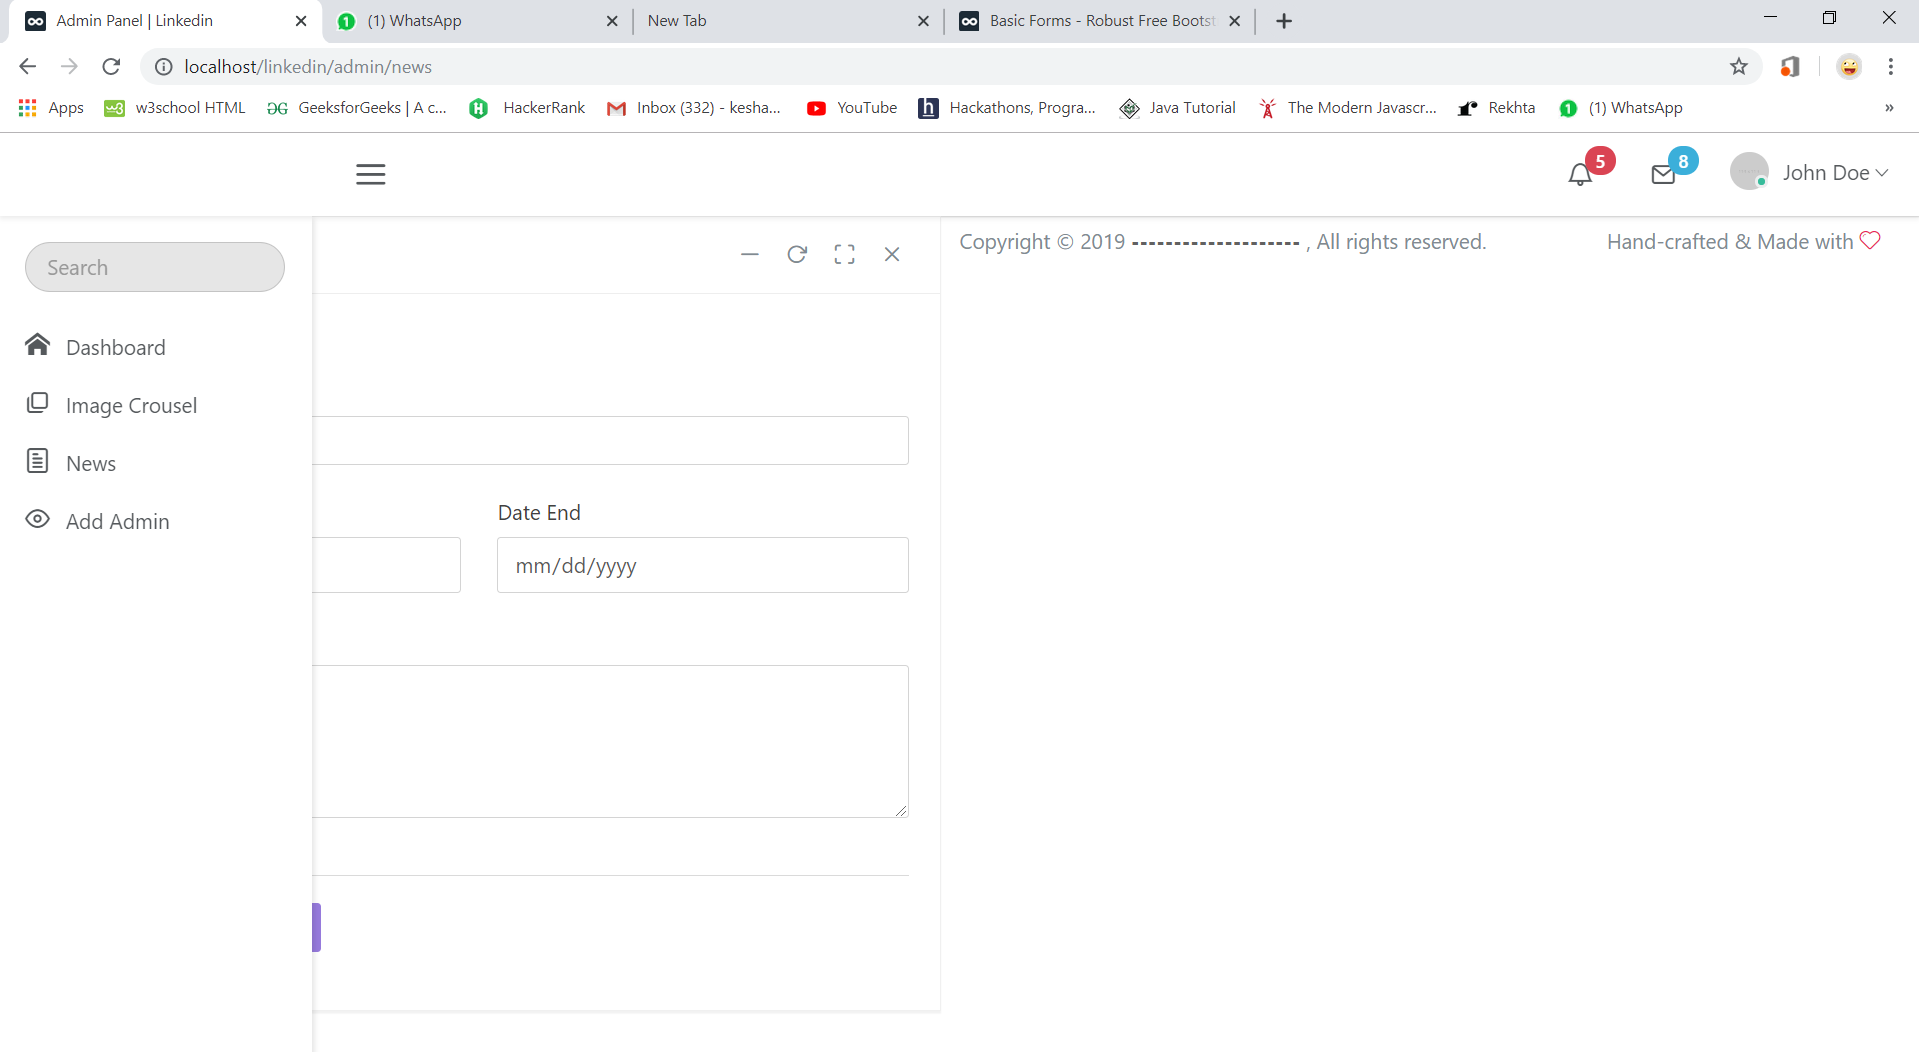 Admin Panel | Linkedin
(1) WhatsApp
New Tab
Basic Forms - Robust Free Bootst
localhost/linkedin/admin/news
Apps
w3school HTML
GeeksforGeeks | A c...
HackerRank
Inbox (332) - kesha...
YouTube
Hackathons, Progra...
Java Tutorial
The Modern Javascr...
Rekhta
(1) WhatsApp
»
5
8
John Doe
Search
Dashboard
Image Crousel
News
Add Admin
Date End
mm/dd/yyyy
Copyright © 2019 -------------------- , All rights reserved.
Hand-crafted & Made with